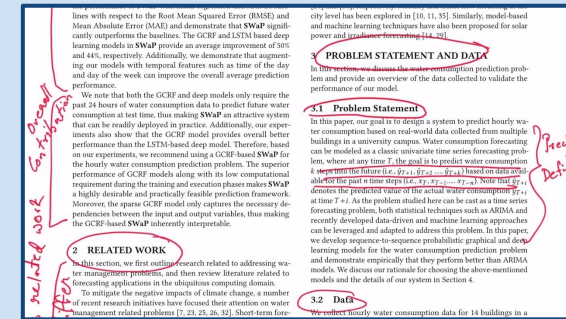 lines with respect to the Root Mean Squared Error (RMSE) and
Mean Absolute Error (MAE) and demonstrate that SWaP signifi-
cantly outperforms the baselines. The GCRF and LSTM based deep
learning models in SWaP provide an average improvement of 50%
and 44%, respectively. Additionally, we demonstrate that augment-
ing our models with temporal features such as time of the day
and day of the week can improve the overall average prediction
performance.
We note that both the GCRF and deep models only require the
past 24 hours of water consumption data to predict future water
consumption at test time, thus making SWaP an attractive system
that can be readily deployed in practice. Additionally, our exper-
iments also show that the GCRF model provides overall better
performance than the LSTM-based deep model. Therefore, based
on our experiments, we recommend using a GCRF-based SWaP for
the hourly water consumption prediction problem. The superior
performance of GCRF models along with its low computational
requirement during the training and execution phases makes SWaP
a highly desirable and practically feasible prediction framework.
Moreover, the sparse GCRF model only captures the necessary de-
pendencies between the input and output variables, thus making
the GCRF-based SWaP inherently interpretable.
2 RELATED WORK
In this section, we first outline research related to addressing wa-
ter management problems, and then review literature related to
forecasting applications in the ubiquitous computing domain.
To mitigate the negative impacts of climate change, a number
of recent research initiatives have focused their attention on water
management related problems [7, 23, 25, 26, 32]. Short-term fore-
overall
contribution
related work
city level has been explored in [10, 11, 35]. Similarly, model-based
and machine learning techniques have also been proposed for solar
power and irradiance forecasting [14, 29].
3 PROBLEM STATEMENT AND DATA
In this section, we discuss the water consumption prediction prob-
lem and provide an overview of the data collected to validate the
performance of our model.
3.1 Problem Statement
In this paper, our goal is to design a system to predict hourly wa-
ter consumption based on real-world data collected from multiple
buildings in a university campus. Water consumption forecasting
can be modeled as a classic univariate time series forecasting prob-
lem, where at any time T, the goal is to predict water consumption
k steps into the future (i.e., ŷT+1, ŷT+2 .... ŷT+k) based on data avail-
able for the past n time steps (i.e., xT, xT−1.... xT−n). Note that ŷT+i
denotes the predicted value of the actual water consumption yT+i
at time T + i. As the problem studied here can be cast as a time series
forecasting problem, both statistical techniques such as ARIMA and
recently developed data-driven and machine learning approaches
can be leveraged and adapted to address this problem. In this paper,
we develop sequence-to-sequence probabilistic graphical and deep
learning models for the water consumption prediction problem
and demonstrate empirically that they perform better than ARIMA
models. We discuss our rationale for choosing the above-mentioned
models and the details of our system in Section 4.
3.2 Data
We collect hourly water consumption data for 14 buildings in a